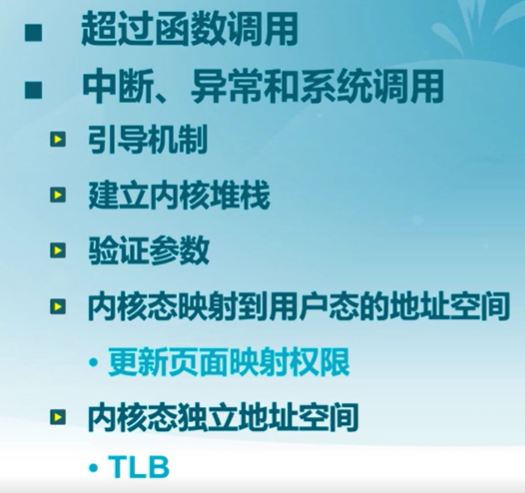 超过函数调用
中断、异常和系统调用
引导机制
建立内核堆栈
验证参数
内核态映射到用户态的地址空间
• 更新页面映射权限
内核态独立地址空间
• TLB